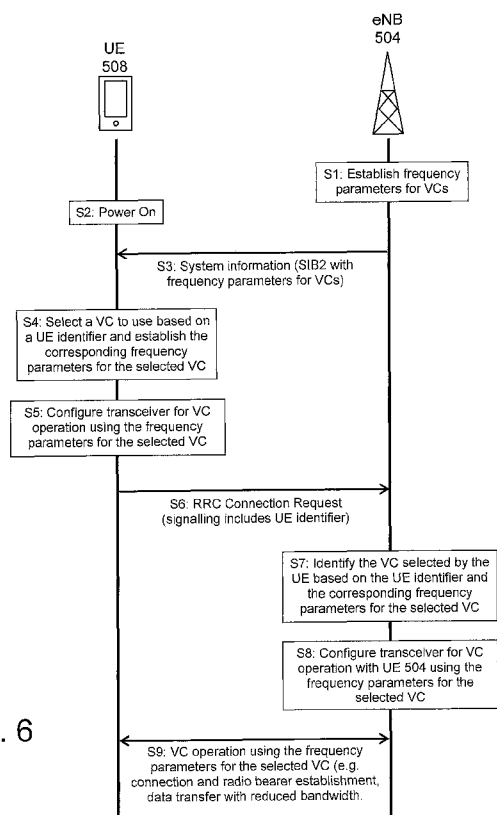 eNB
504
UE
508
S1: Establish frequency
parameters for VCs
S2: Power On
S3: System information (SIB2 with
frequency parameters for VCs)
S4: Select a VC to use based on
a UE identifier and establish the
corresponding frequency
parameters for the selected VC
S5: Configure transceiver for VC
operation using the frequency
parameters for the selected VC
S6: RRC Connection Request
(signalling includes UE identifier)
S7: Identify the VC selected by the
UE based on the UE identifier and
the corresponding frequency
parameters for the selected VC
S8: Configure transceiver for VC
operation with UE 504 using the
frequency parameters for the
selected VC
. 6
S9: VC operation using the frequency
parameters for the selected VC (e.g.
connection and radio bearer establishment,
data transfer with reduced bandwidth.